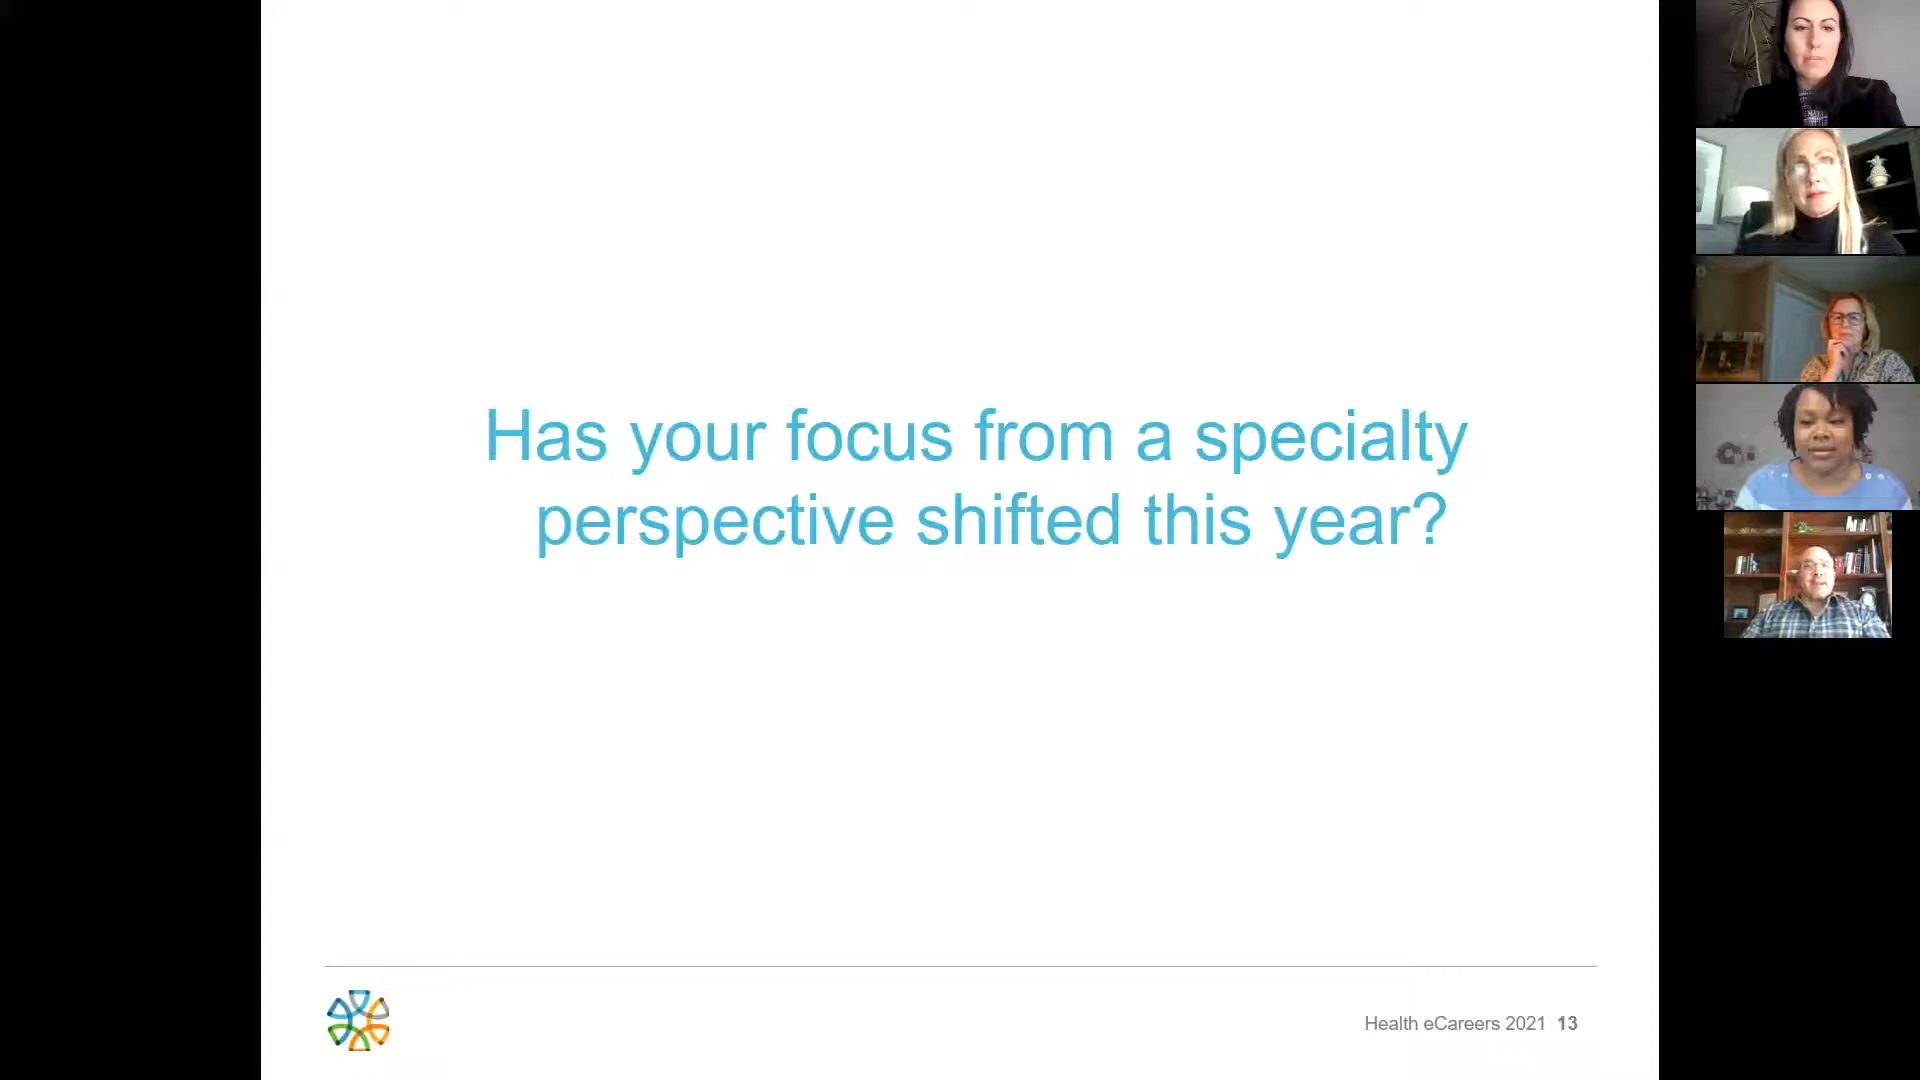 Has your focus from a specialty
perspective shifted this year?
Health eCareers 2021 13